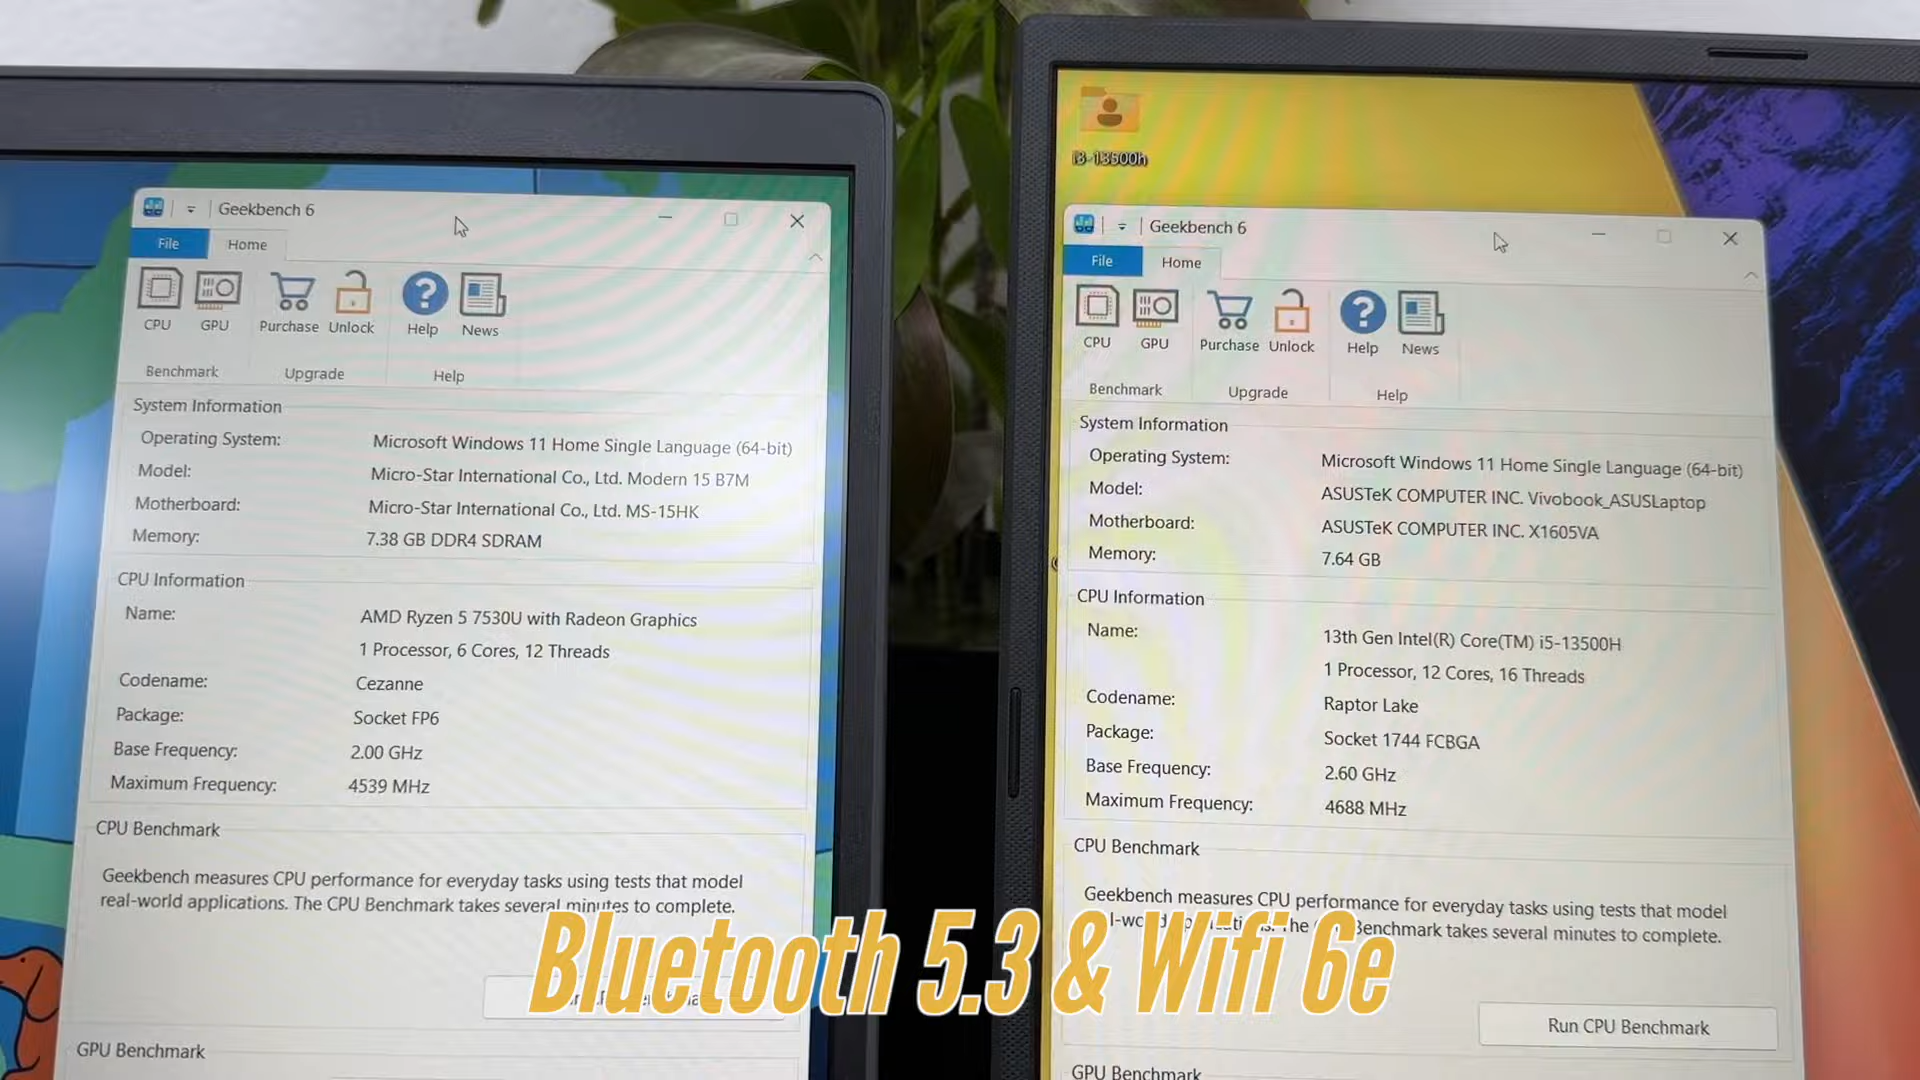 Geekbench 6
File
Home
CPU
GPU
Purchase
Unlock
Help
News
Benchmark
Upgrade
Help
System Information
Operating System: Microsoft Windows 11 Home Single Language (64-bit)
Model: Micro-Star International Co., Ltd. Modern 15 B7M
Motherboard: Micro-Star International Co., Ltd. MS-15HK
Memory: 7.38 GB DDR4 SDRAM
CPU Information
Name: AMD Ryzen 5 7530U with Radeon Graphics
1 Processor, 6 Cores, 12 Threads
Codename: Cezanne
Package: Socket FP6
Base Frequency: 2.00 GHz
Maximum Frequency: 4539 MHz
CPU Benchmark
Geekbench measures CPU performance for everyday tasks using tests that model
real-world applications. The CPU Benchmark takes several minutes to complete.
GPU Benchmark
i3-13500h
Geekbench 6
File
Home
CPU
GPU
Purchase
Unlock
Help
News
Benchmark
Upgrade
Help
System Information
Operating System: Microsoft Windows 11 Home Single Language (64-bit)
Model: ASUSTeK COMPUTER INC. Vivobook_ASUSLaptop
Motherboard: ASUSTeK COMPUTER INC. X1605VA
Memory: 7.64 GB
CPU Information
Name: 13th Gen Intel(R) Core(TM) i5-13500H
1 Processor, 12 Cores, 16 Threads
Codename: Raptor Lake
Package: Socket 1744 FCBGA
Base Frequency: 2.60 GHz
Maximum Frequency: 4688 MHz
CPU Benchmark
Geekbench measures CPU performance for everyday tasks using tests that model
Benchmark takes several minutes to complete.
Run CPU Benchmark
GPU Benchmark
Bluetooth 5.3 & Wifi 6e